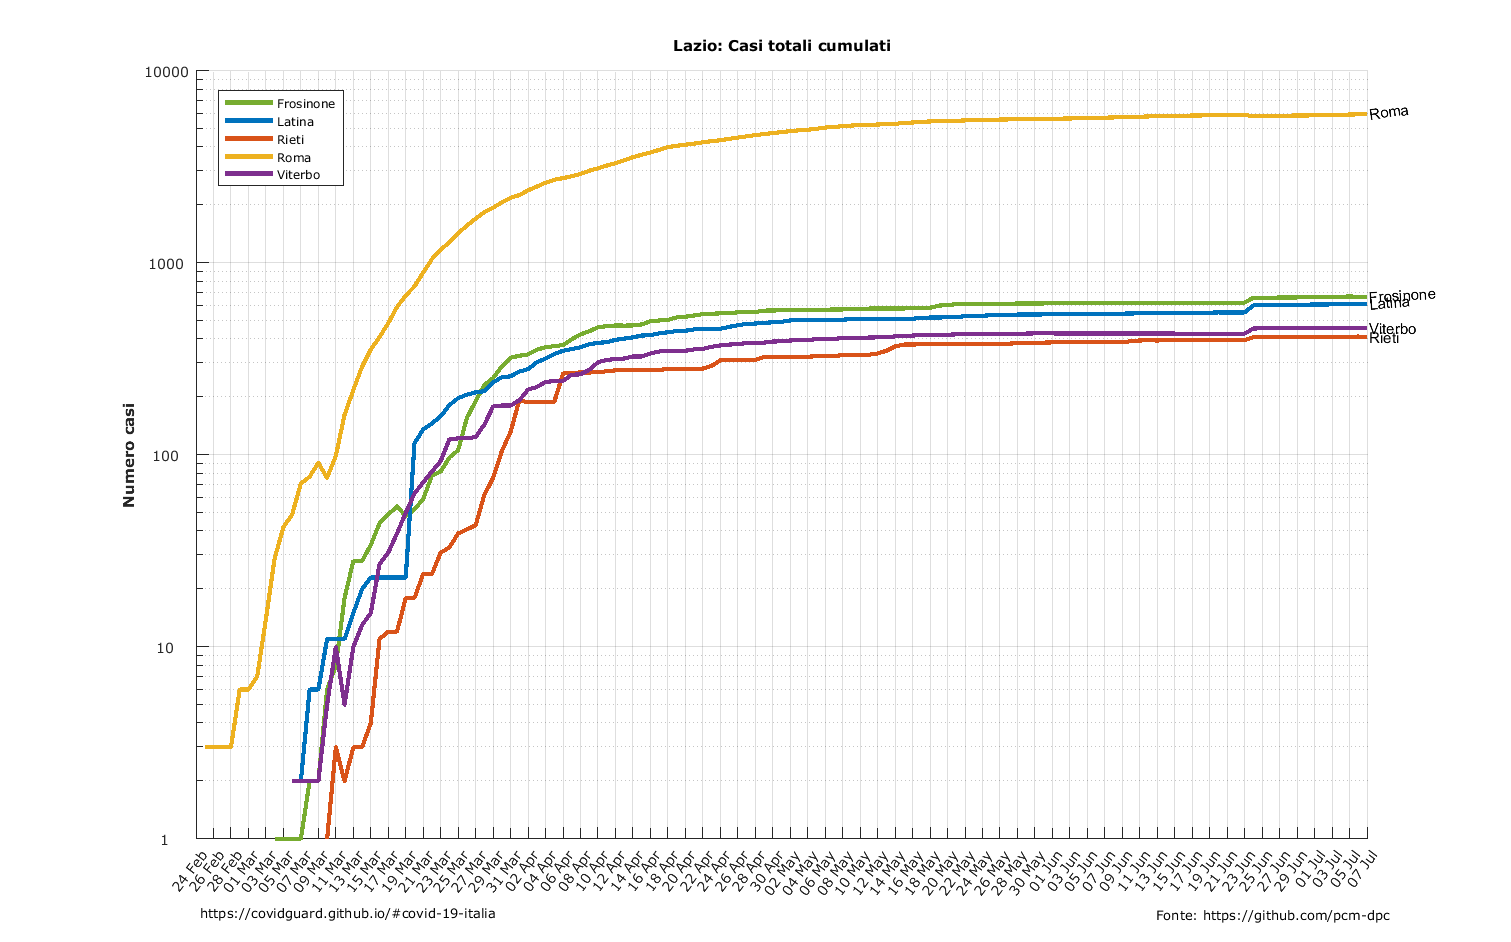 Lazio: Casi totali cumulati
10000
1000
100
10
1
Numero casi
Frosinone
Latina
Rieti
Roma
Viterbo
Roma
Frosinone
Latina
Viterbo
Rieti
24 Feb
26 Feb
28 Feb
01 Mar
03 Mar
05 Mar
07 Mar
09 Mar
11 Mar
13 Mar
15 Mar
17 Mar
19 Mar
21 Mar
23 Mar
25 Mar
27 Mar
29 Mar
31 Mar
02 Apr
04 Apr
06 Apr
08 Apr
10 Apr
12 Apr
14 Apr
16 Apr
18 Apr
20 Apr
22 Apr
24 Apr
26 Apr
28 Apr
30 Apr
02 May
04 May
06 May
08 May
10 May
12 May
14 May
16 May
18 May
20 May
22 May
24 May
26 May
28 May
30 May
01 Jun
03 Jun
05 Jun
07 Jun
09 Jun
11 Jun
13 Jun
15 Jun
17 Jun
19 Jun
21 Jun
23 Jun
25 Jun
27 Jun
29 Jun
01 Jul
03 Jul
05 Jul
07 Jul
https://covidguard.github.io/#covid-19-italia
Fonte: https://github.com/pcm-dpc